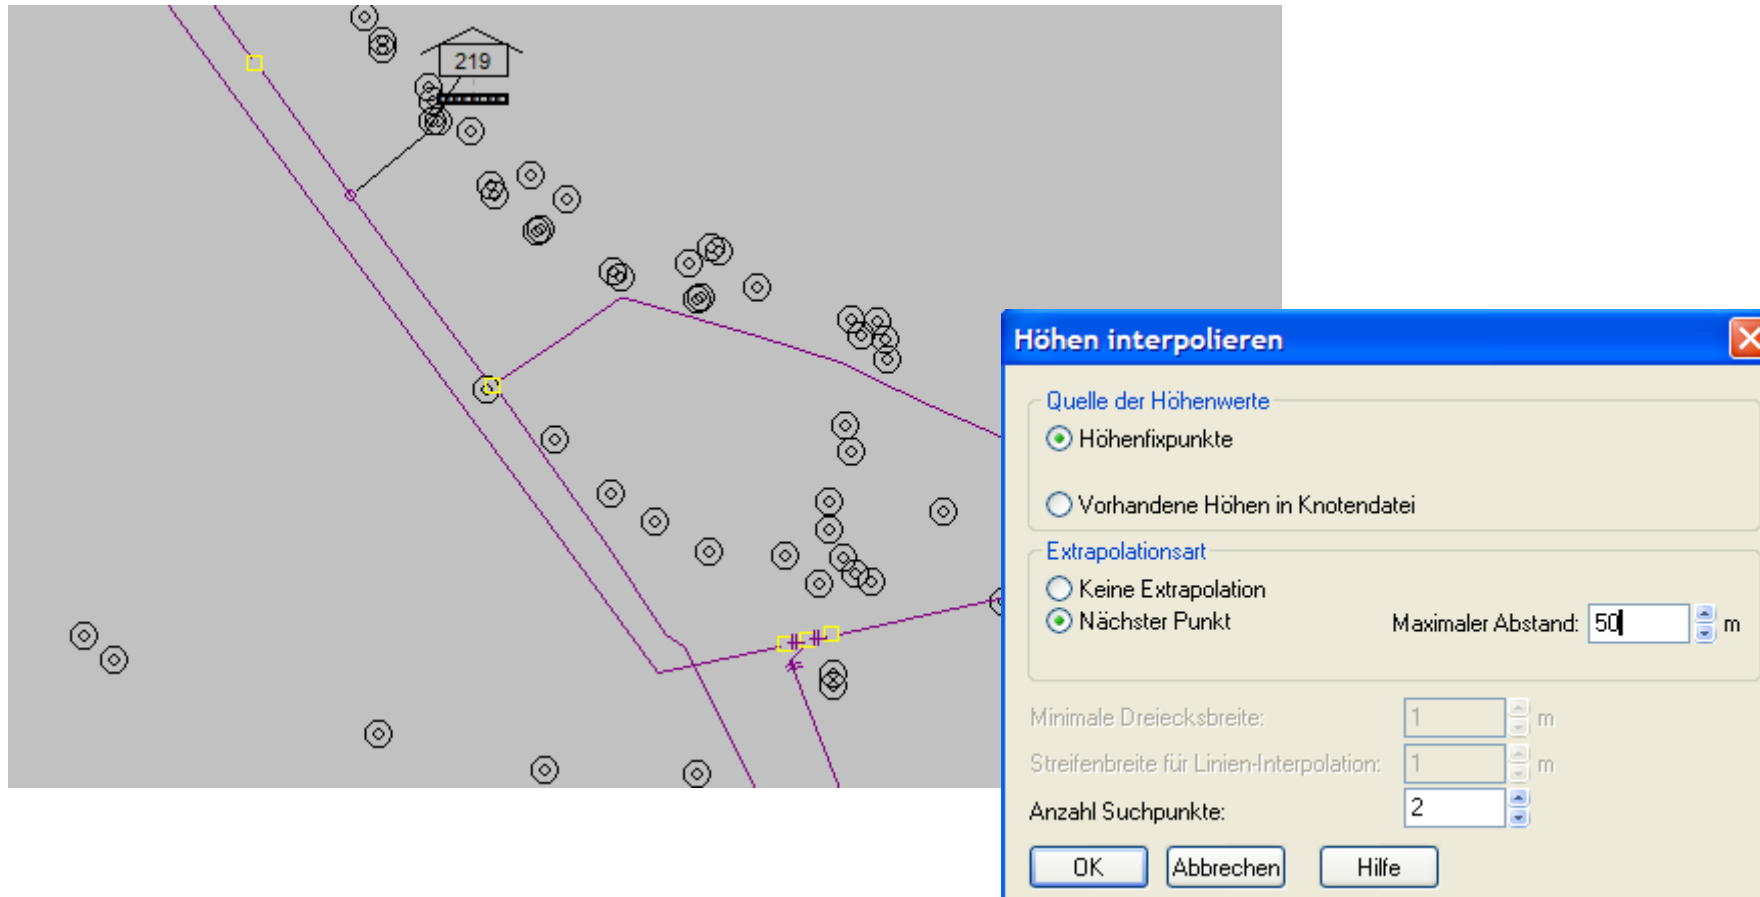 219
Höhen interpolieren
Quelle der Höhenwerte
Höhenfixpunkte
Vorhandene Höhen in Knotendatei
Extrapolationsart
Keine Extrapolation
Nächster Punkt Maximaler Abstand: 50 m
Minimale Dreiecksbreite: 1 m
Streifenbreite für Linien-Interpolation: 1 m
Anzahl Suchpunkte: 2
OK Abbrechen Hilfe